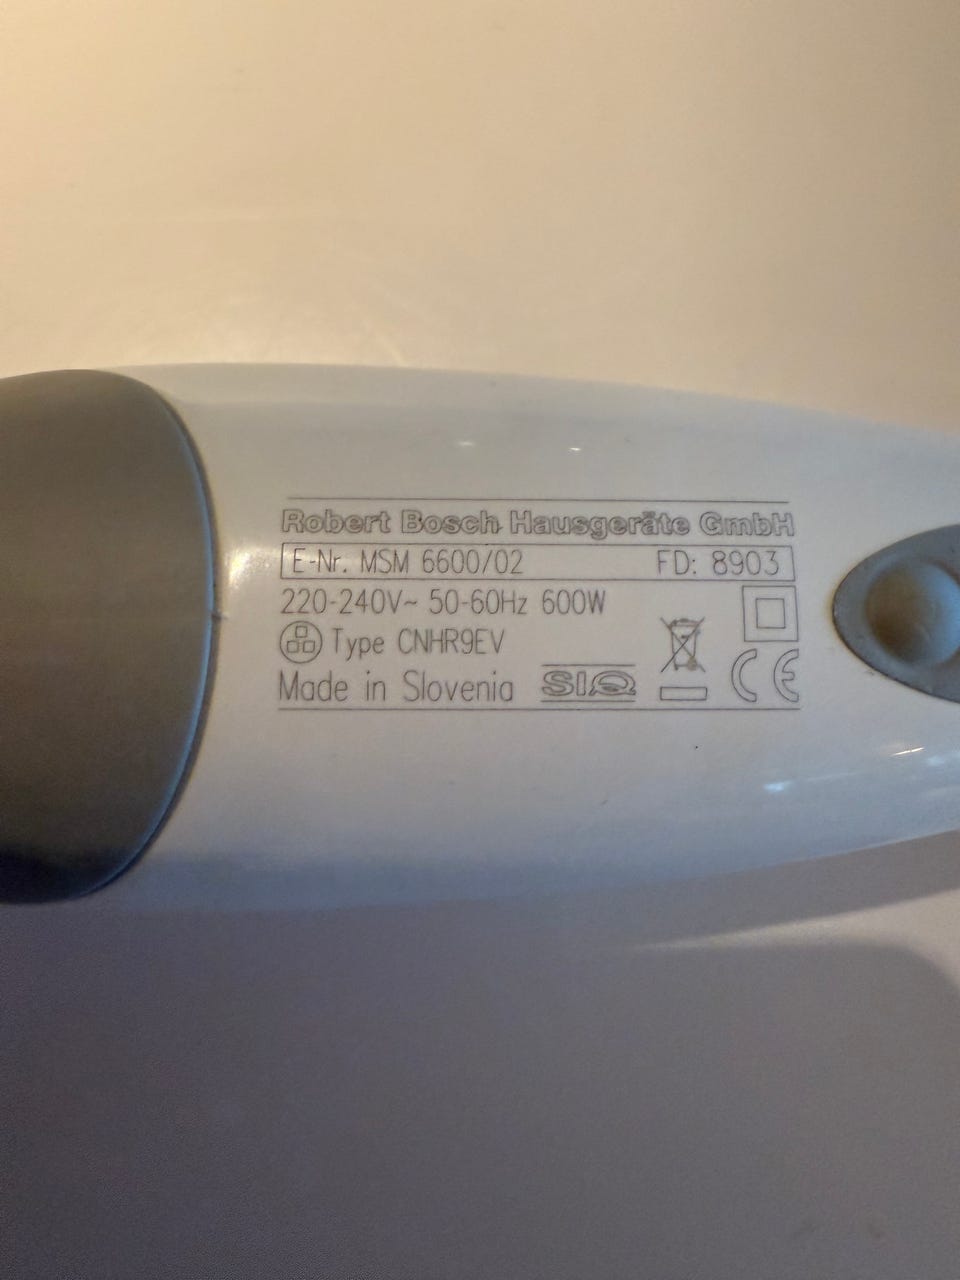 Robert Bosch Hausgeräte GmbH
E-Nr. MSM 6600/02 FD: 8903
220-240V~ 50-60Hz 600W
Type CNHR9EV
Made in Slovenia SIQ CE